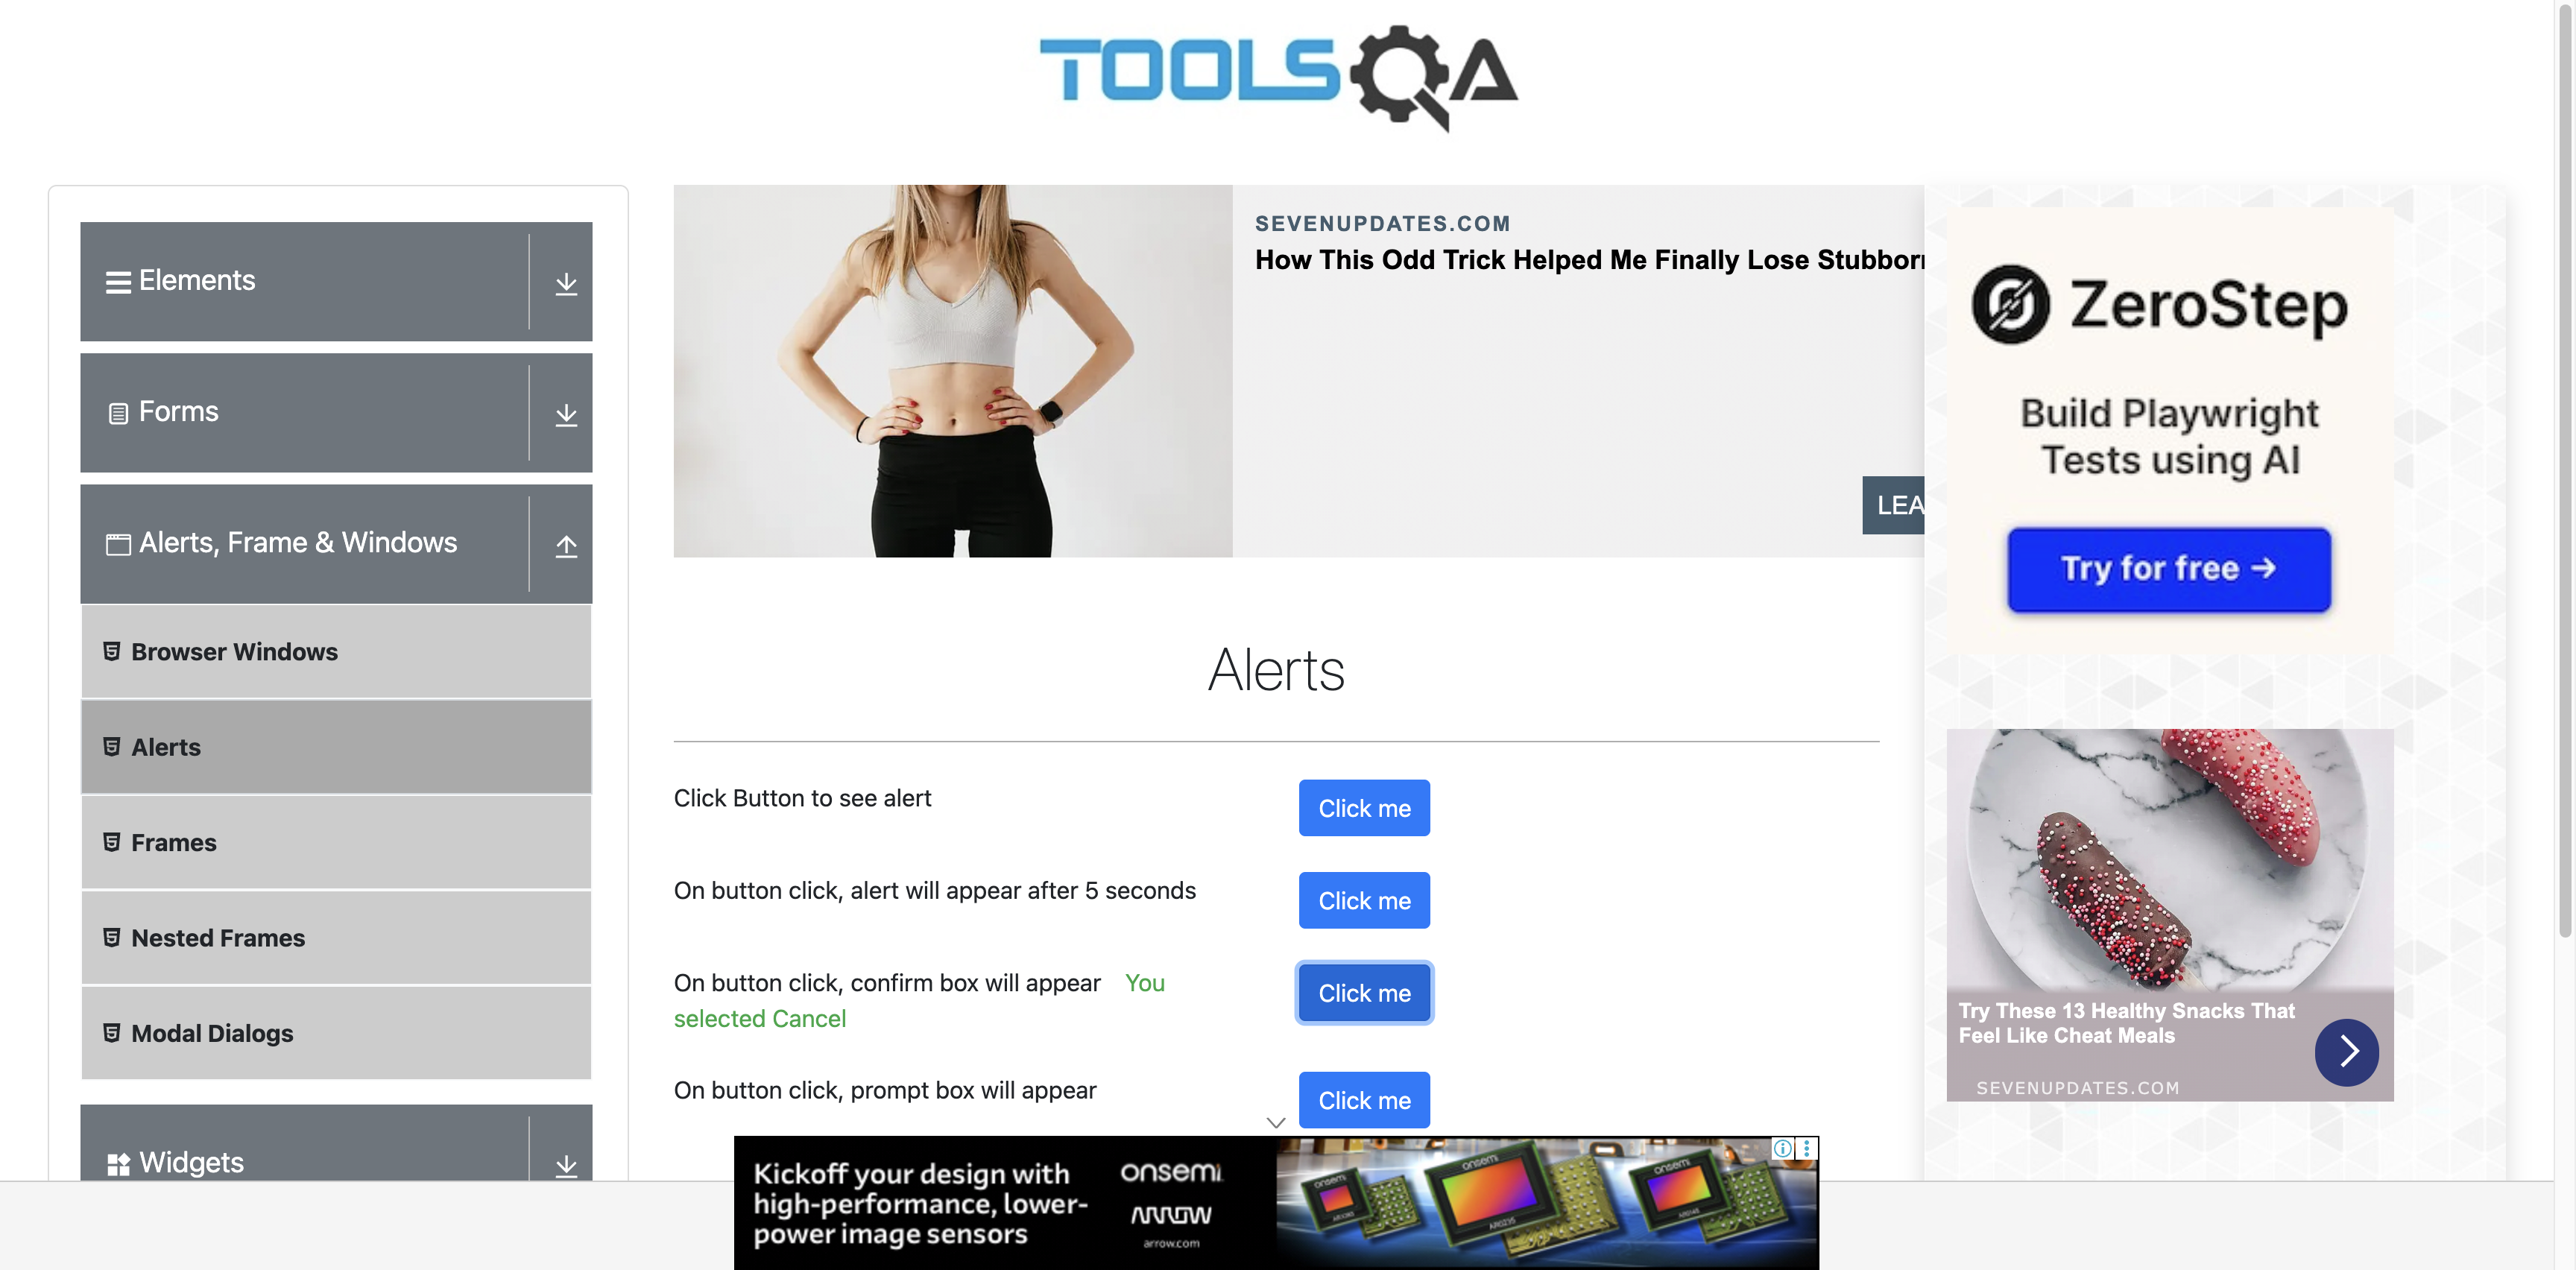 TOOLSQA
Elements
Forms
Alerts, Frame & Windows
Browser Windows
Alerts
Frames
Nested Frames
Modal Dialogs
Widgets
SEVENUPDATES.COM
How This Odd Trick Helped Me Finally Lose Stubborn
LEA
Alerts
Click Button to see alert
Click me
On button click, alert will appear after 5 seconds
Click me
On button click, confirm box will appear You
selected Cancel
Click me
On button click, prompt box will appear
Click me
ZeroStep
Build Playwright
Tests using AI
Try for free →
Try These 13 Healthy Snacks That
Feel Like Cheat Meals
SEVENUPDATES.COM
Kickoff your design with
high-performance, lower-
power image sensors
onsemi
ARROW
arrow.com
onsemi
onsemi
onsemi